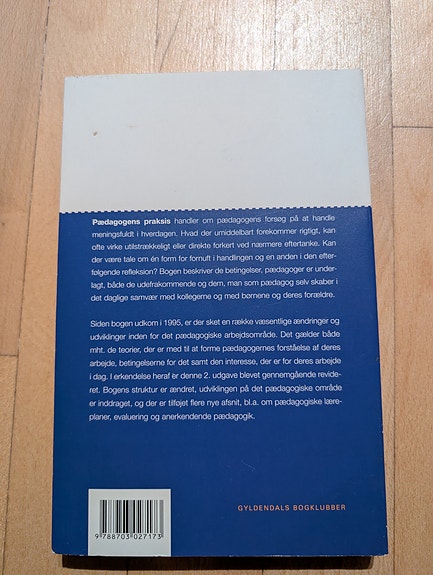 Pædagogens praksis handler om pædagogens forsøg på at handle
meningsfuldt i hverdagen. Hvad der umiddelbart forekommer rigtigt, kan
ofte virke utilstrækkeligt eller direkte forkert ved nærmere eftertanke. Kan
der være tale om én form for fornuft i handlingen og en anden i den efter-
følgende refleksion? Bogen beskriver de betingelser, pædagoger er under-
lagt, både de udefrakommende og dem, man som pædagog selv skaber i
det daglige samvær med kollegerne og med børnene og deres forældre.
Siden bogen udkom i 1995, er der sket en række væsentlige ændringer og
udviklinger inden for det pædagogiske arbejdsområde. Det gælder både
mht. de teorier, der er med til at forme pædagogernes forståelse af deres
arbejde, betingelserne for det samt den interesse, der er for deres arbejde
i dag. I erkendelse heraf er denne 2. udgave blevet gennemgående revide-
ret. Bogens struktur er ændret, udviklingen på det pædagogiske område
er inddraget, og der er tilføjet flere nye afsnit, bl.a. om pædagogiske lære-
planer, evaluering og anerkendende pædagogik.
GYLDENDALS BOGKLUBBER
9 788703 027173